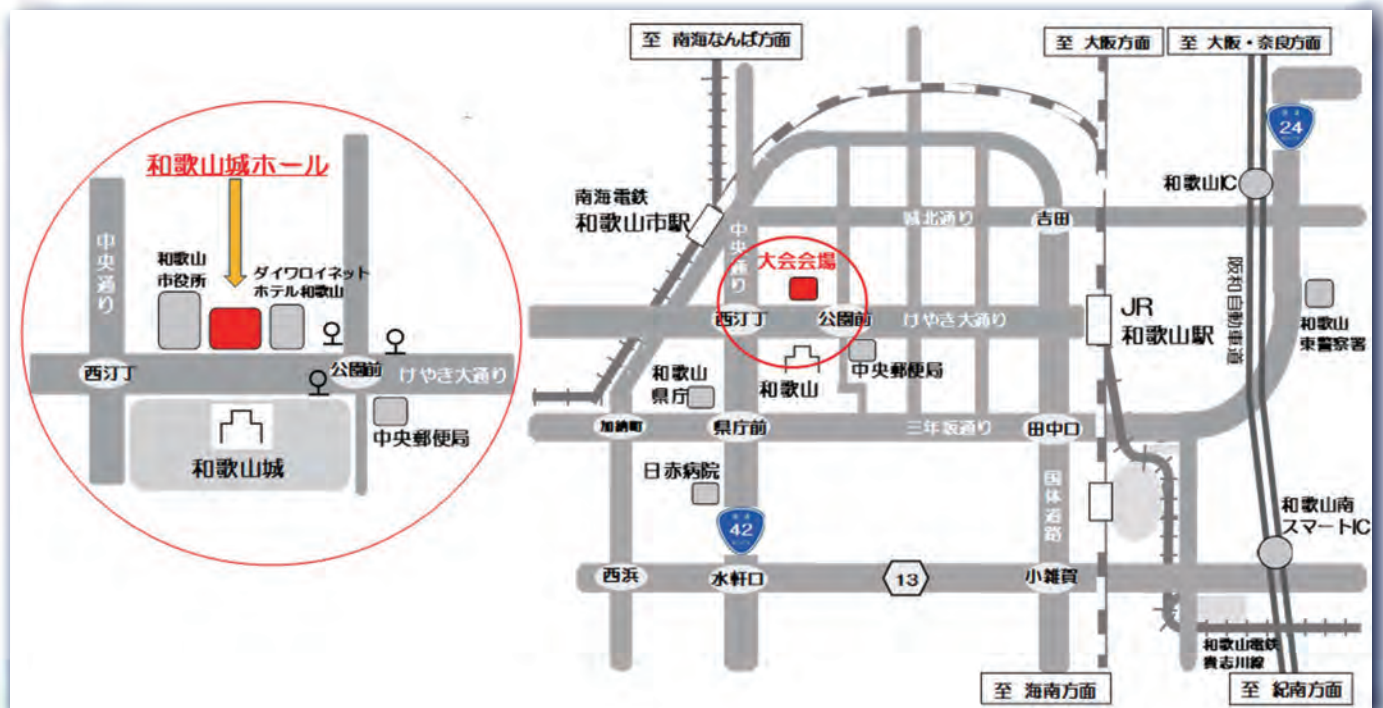 和歌山城ホール
中央通り
和歌山
市役所
ダイワロイネット
ホテル和歌山
西汀丁
公園前
けやき大通り
中央郵便局
和歌山城
至 南海なんば方面
至 大阪方面
至 大阪・奈良方面
24
和歌山IC
南海電鉄
和歌山市駅
中央通り
城北通り
吉田
大会会場
阪和自動車道
西汀丁
公園前
けやき大通り
JR
和歌山駅
和歌山
東警察署
和歌山
県庁
和歌山
中央郵便局
加納町
県庁前
三年坂通り
田中口
日赤病院
国体道路
42
和歌山南
スマートIC
西浜
水軒口
13
小雑賀
和歌山電鉄
貴志川線
至 海南方面
至 紀南方面